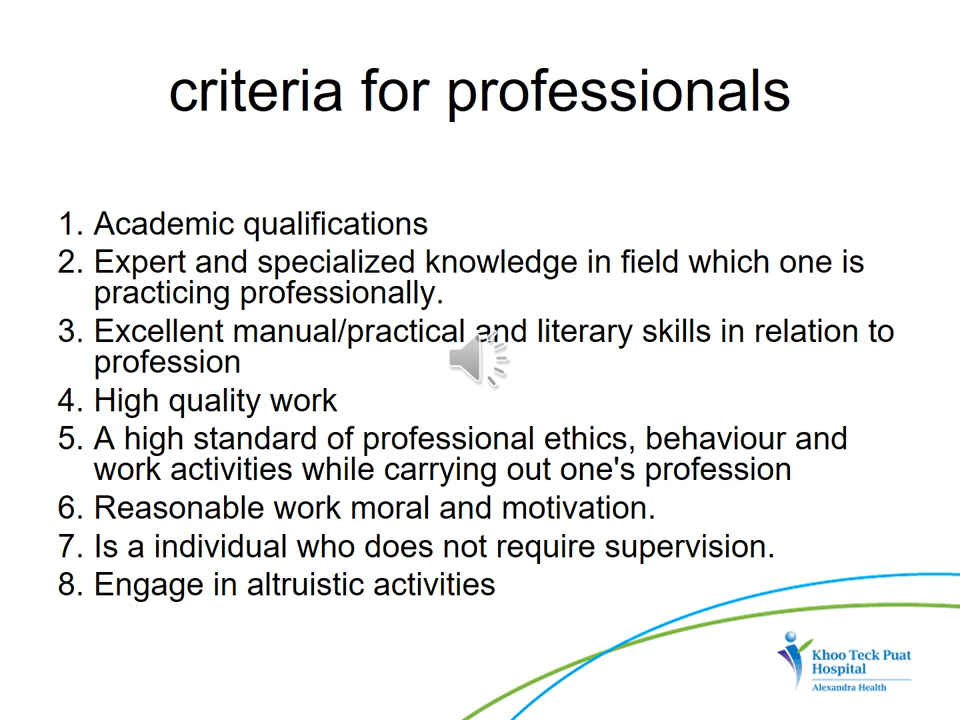 criteria for professionals
1. Academic qualifications
2. Expert and specialized knowledge in field which one is
practicing professionally.
3. Excellent manual/practical and literary skills in relation to
profession
4. High quality work
5. A high standard of professional ethics, behaviour and
work activities while carrying out one's profession
6. Reasonable work moral and motivation.
7. Is a individual who does not require supervision.
8. Engage in altruistic activities
Khoo Teck Puat
Hospital
Alexandra Health